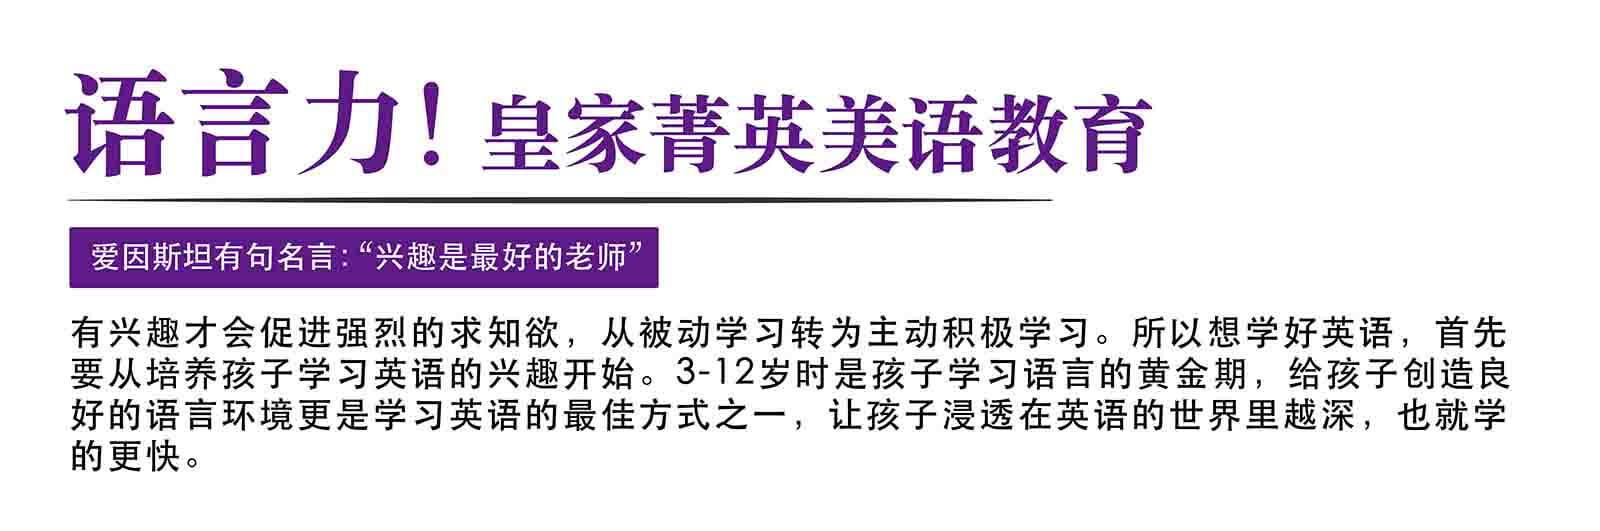 语言力！皇家菁英美语教育
爱因斯坦有句名言：“兴趣是最好的老师”
有兴趣才会促进强烈的求知欲，从被动学习转为主动积极学习。所以想学好英语，首先
要从培养孩子学习英语的兴趣开始。3-12岁时是孩子学习语言的黄金期，给孩子创造良
好的语言环境更是学习英语的最佳方式之一，让孩子浸透在英语的世界里越深，也就学
的更快。